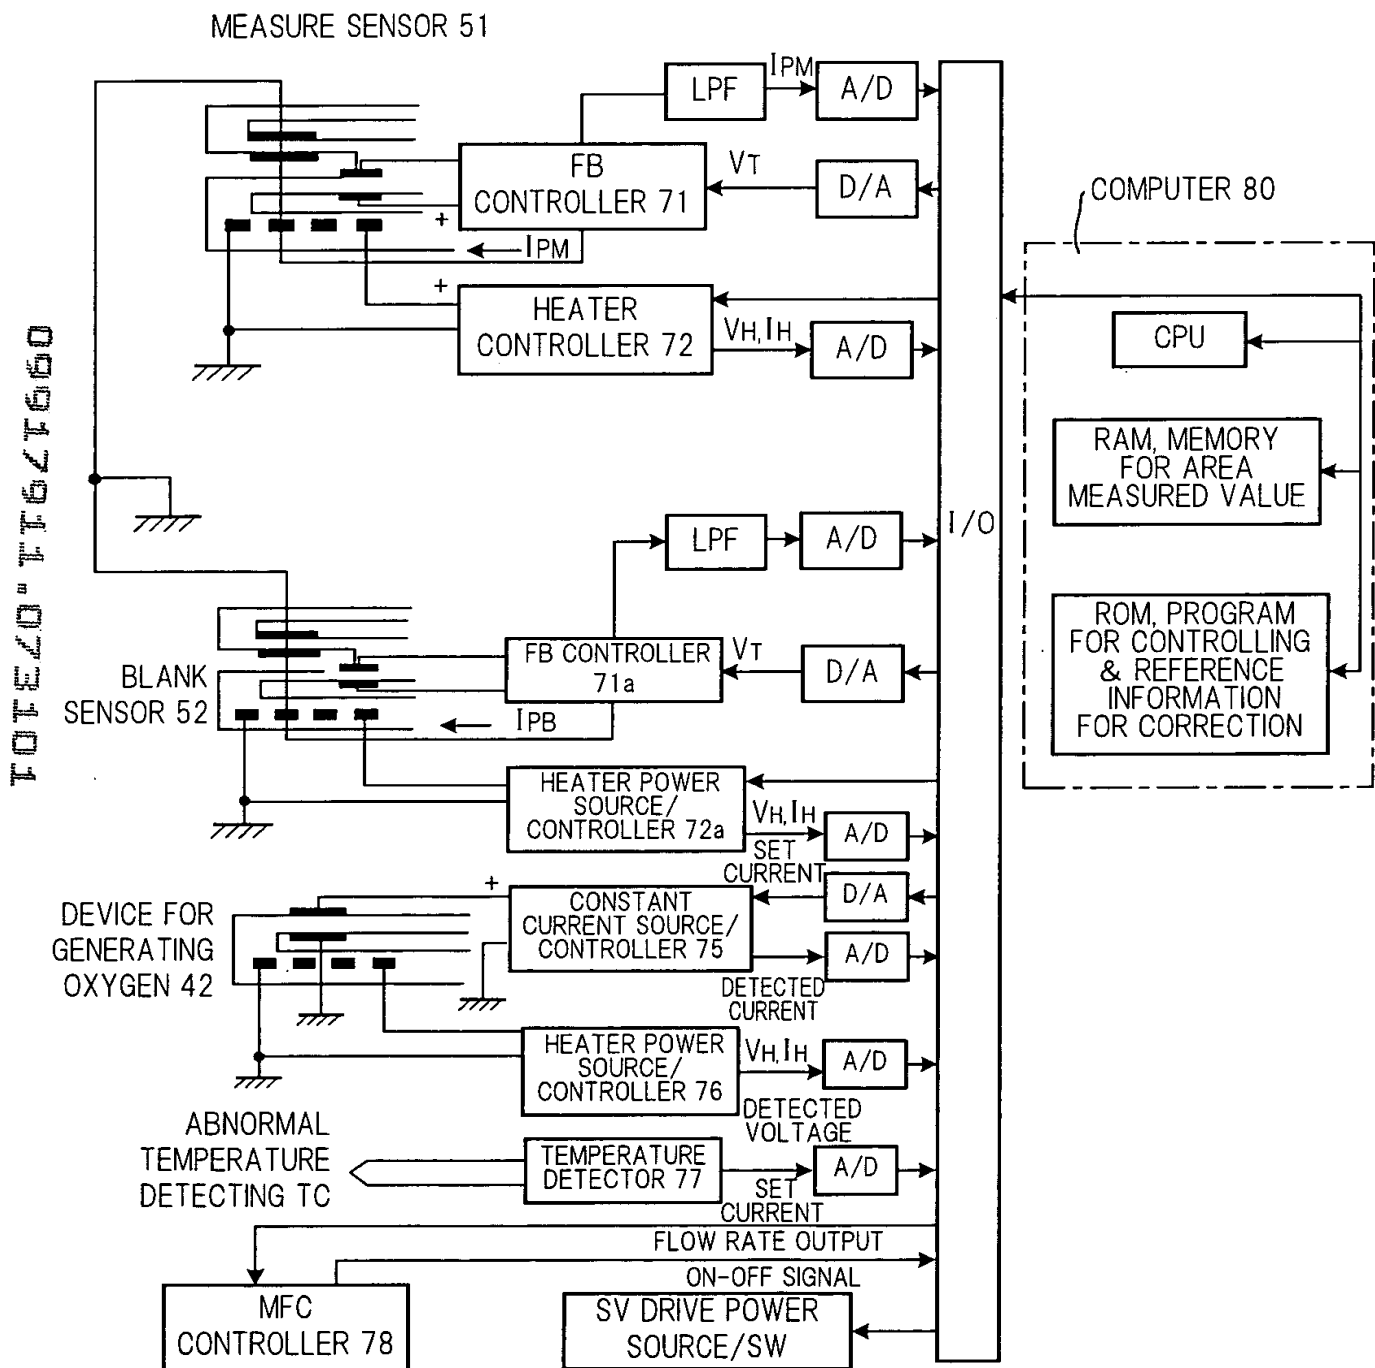 MEASURE SENSOR 51
LPF
IPM
A/D
FB
CONTROLLER 71
VT
D/A
+
IPM
+
HEATER
CONTROLLER 72
VH,IH
A/D
I/O
COMPUTER 80
CPU
RAM, MEMORY
FOR AREA
MEASURED VALUE
ROM, PROGRAM
FOR CONTROLLING
& REFERENCE
INFORMATION
FOR CORRECTION
LPF
A/D
BLANK
SENSOR 52
FB CONTROLLER
71a
VT
D/A
IPB
HEATER POWER
SOURCE/
CONTROLLER 72a
VH,IH
A/D
SET
CURRENT
DEVICE FOR
GENERATING
OXYGEN 42
+
CONSTANT
CURRENT SOURCE/
CONTROLLER 75
D/A
A/D
DETECTED
CURRENT
HEATER POWER
SOURCE/
CONTROLLER 76
VH,IH
A/D
DETECTED
VOLTAGE
ABNORMAL
TEMPERATURE
DETECTING TC
TEMPERATURE
DETECTOR 77
A/D
SET
CURRENT
FLOW RATE OUTPUT
ON-OFF SIGNAL
MFC
CONTROLLER 78
SV DRIVE POWER
SOURCE/SW
09917911.073101